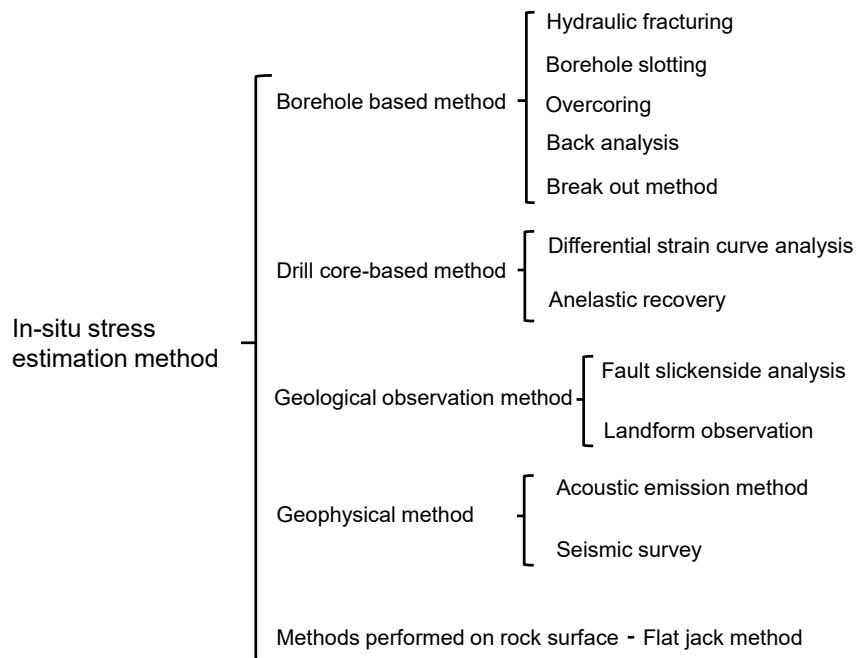 In-situ stress
estimation method
Borehole based method
Hydraulic fracturing
Borehole slotting
Overcoring
Back analysis
Break out method
Drill core-based method
Differential strain curve analysis
Anelastic recovery
Geological observation method
Fault slickenside analysis
Landform observation
Geophysical method
Acoustic emission method
Seismic survey
Methods performed on rock surface - Flat jack method